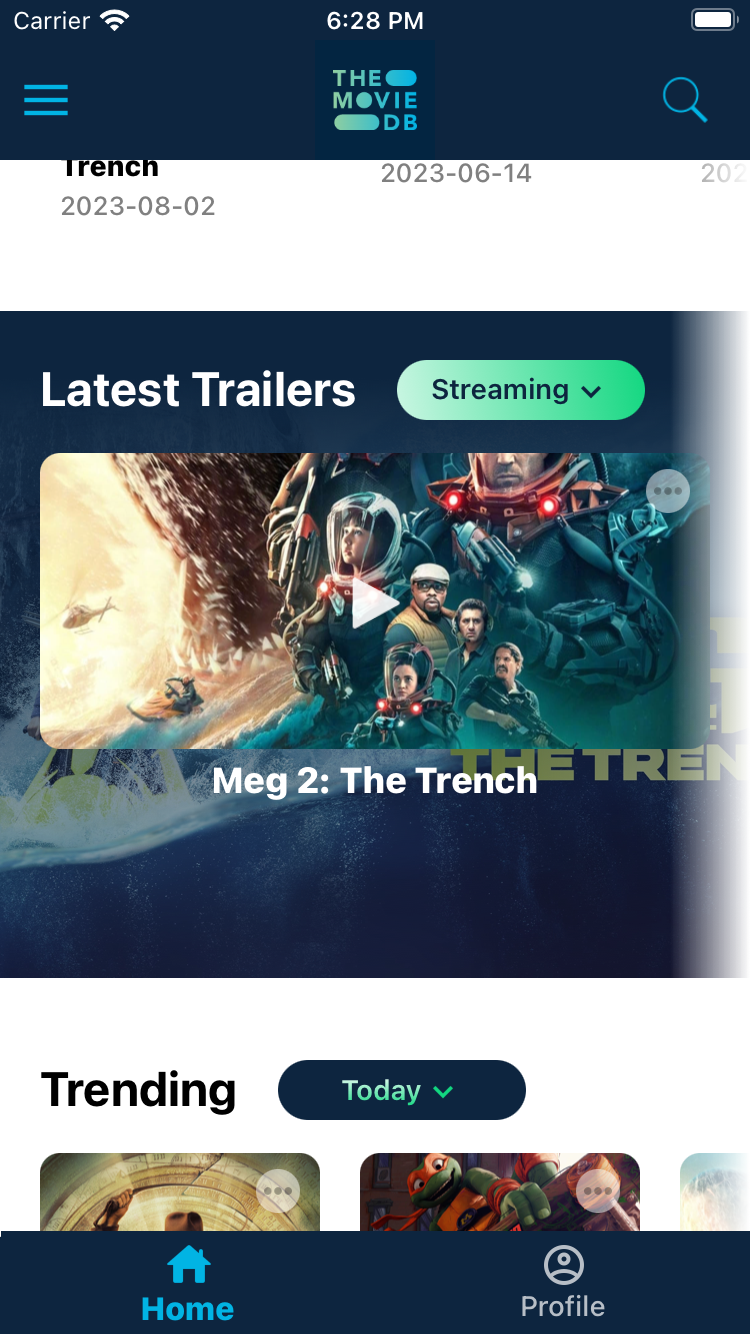 Carrier
6:28 PM
THE
MOVIE
DB
Trench
2023-06-14
202
2023-08-02
Latest Trailers
Streaming
THE TREN
Meg 2: The Trench
Trending
Today
Home
Profile